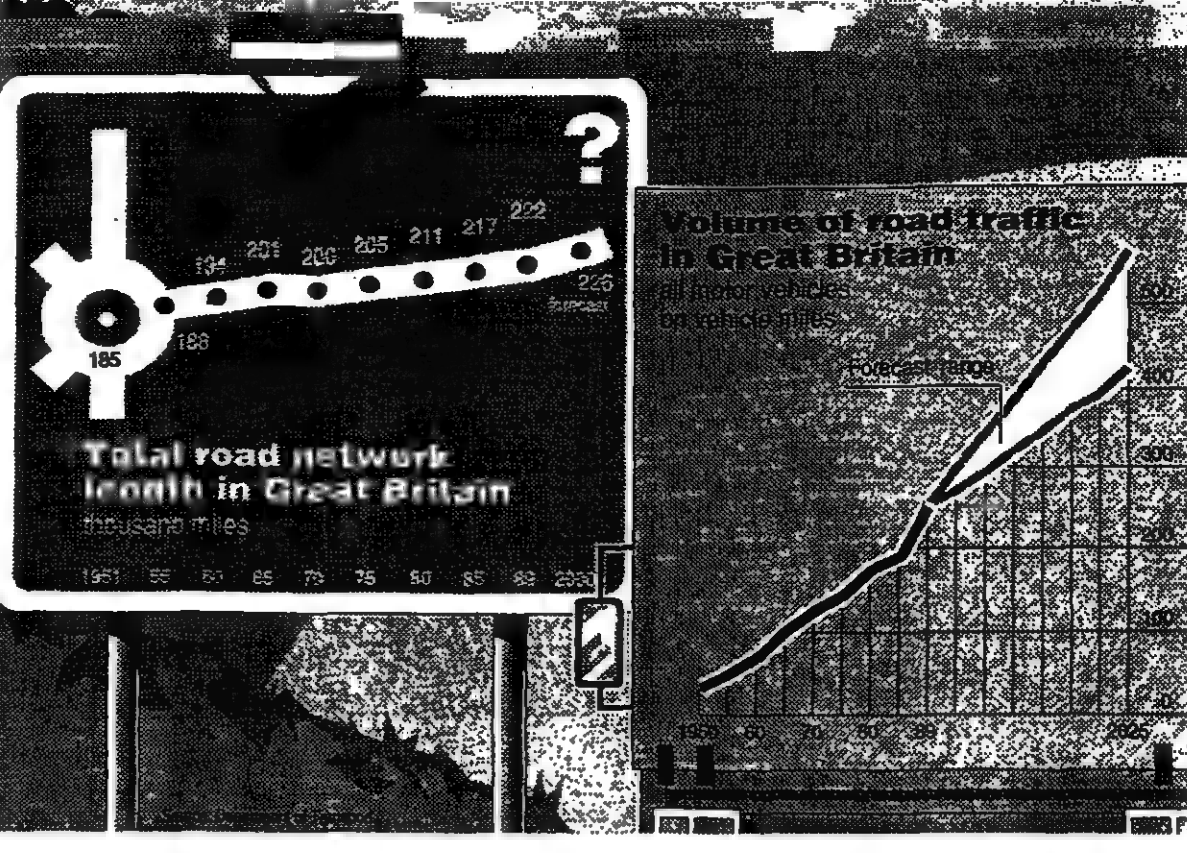 ?
222
217
211
205
201
200
194
226
forecast
188
185
Total road network
length in Great Britain
thousand miles
1951 55 60 65 70 75 80 85 89 2000
Volume of road traffic
in Great Britain
all motor vehicles
on vehicle miles
Forecast range
500
400
300
200
100
1950 60 70 80 89 2025